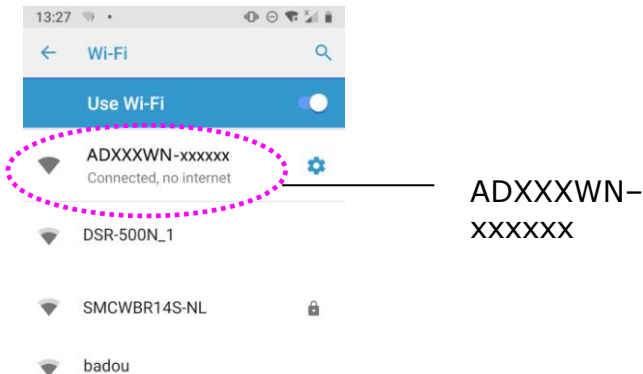 13:27
Wi-Fi
Use Wi-Fi
ADXXXWN-xxxxxx
Connected, no internet
ADXXXWN-
xxxxxx
DSR-500N_1
SMCWBR14S-NL
badou